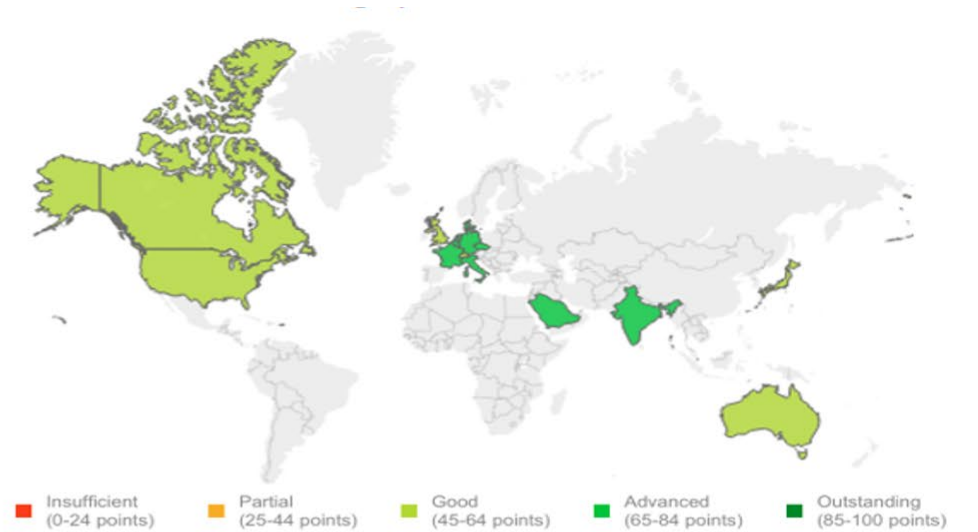 Insufficient
(0-24 points)
Partial
(25-44 points)
Good
(45-64 points)
Advanced
(65-84 points)
Outstanding
(85-100 points)